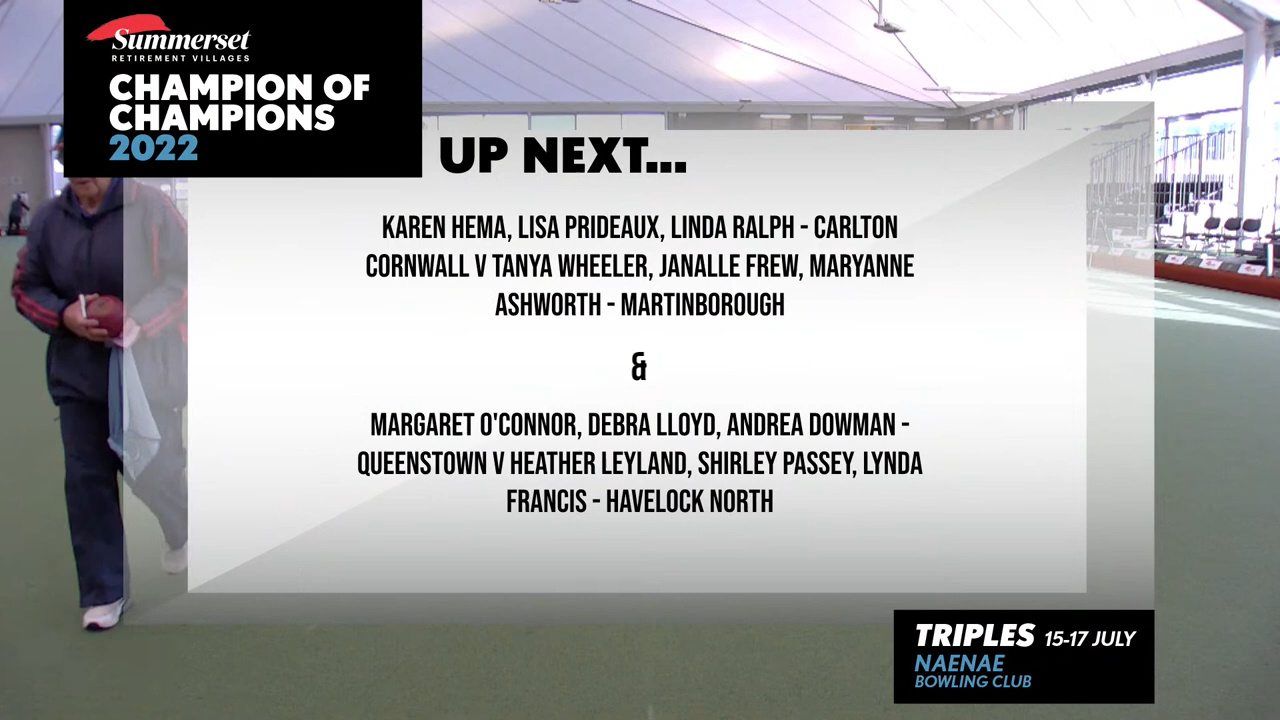 Summerset
RETIREMENT VILLAGES
CHAMPION OF
CHAMPIONS
2022
UP NEXT...
KAREN HEMA, LISA PRIDEAUX, LINDA RALPH - CARLTON
CORNWALL V TANYA WHEELER, JANALLE FREW, MARYANNE
ASHWORTH - MARTINBOROUGH
&
MARGARET O'CONNOR, DEBRA LLOYD, ANDREA DOWMAN -
QUEENSTOWN V HEATHER LEYLAND, SHIRLEY PASSEY, LYNDA
FRANCIS - HAVELOCK NORTH
TRIPLES 15-17 JULY
NAENAE
BOWLING CLUB